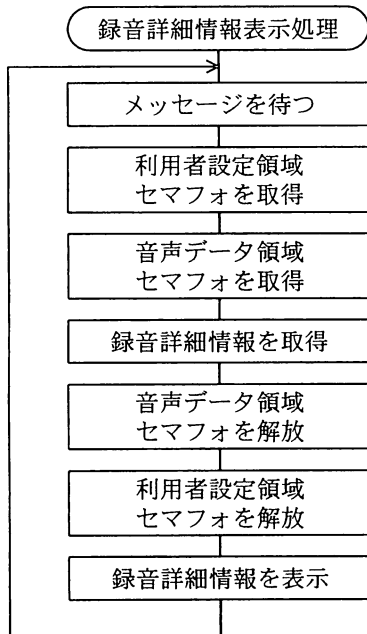 録音詳細情報表示処理
メッセージを待つ
利用者設定領域
セマフォを取得
音声データ領域
セマフォを取得
録音詳細情報を取得
音声データ領域
セマフォを解放
利用者設定領域
セマフォを解放
録音詳細情報を表示